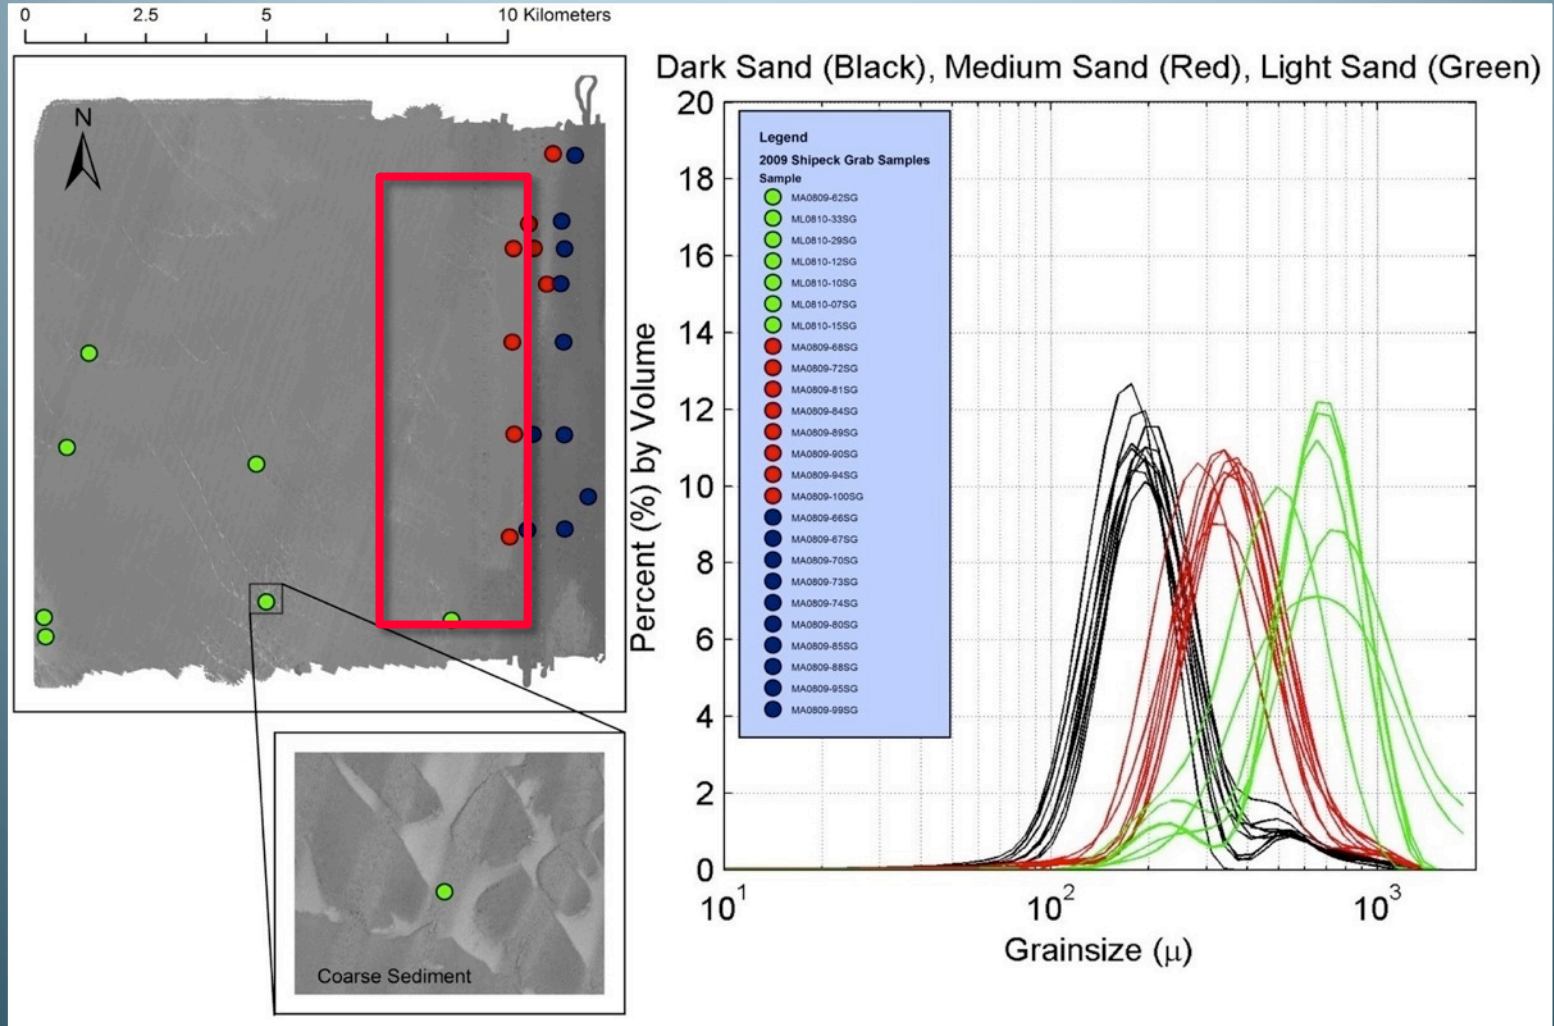 0 2.5 5 10 Kilometers
N
Coarse Sediment
Dark Sand (Black), Medium Sand (Red), Light Sand (Green)
Percent (%) by Volume
20
18
16
14
12
10
8
6
4
2
0
Legend
2009 Shipeck Grab Samples
Sample
MA0809-62SG
ML0810-33SG
ML0810-29SG
ML0810-12SG
ML0810-10SG
ML0810-07SG
ML0810-15SG
MA0809-68SG
MA0809-72SG
MA0809-81SG
MA0809-84SG
MA0809-89SG
MA0809-90SG
MA0809-94SG
MA0809-100SG
MA0809-66SG
MA0809-67SG
MA0809-70SG
MA0809-73SG
MA0809-74SG
MA0809-80SG
MA0809-85SG
MA0809-88SG
MA0809-95SG
MA0809-99SG
10¹ 10² 10³
Grainsize (μ)